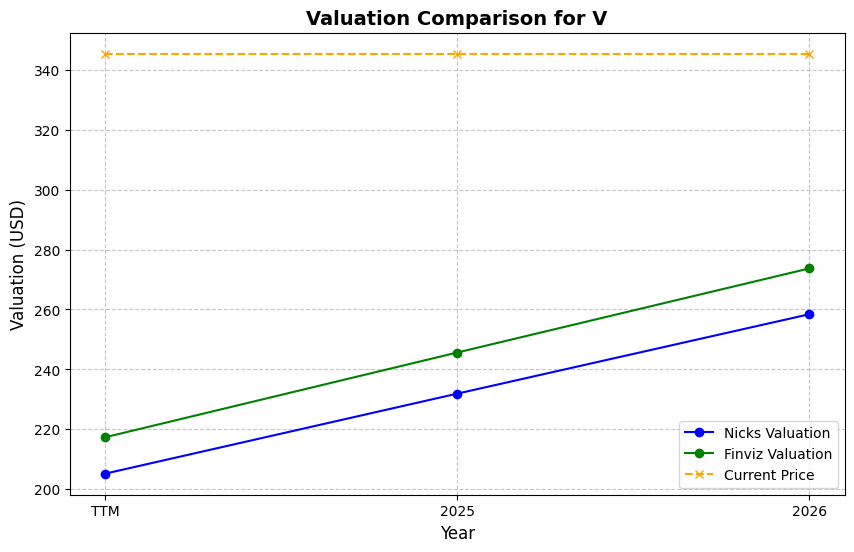 Valuation Comparison for V
Valuation (USD)
340
320
300
280
260
240
220
200
TTM
2025
2026
Year
Nicks Valuation
Finviz Valuation
Current Price